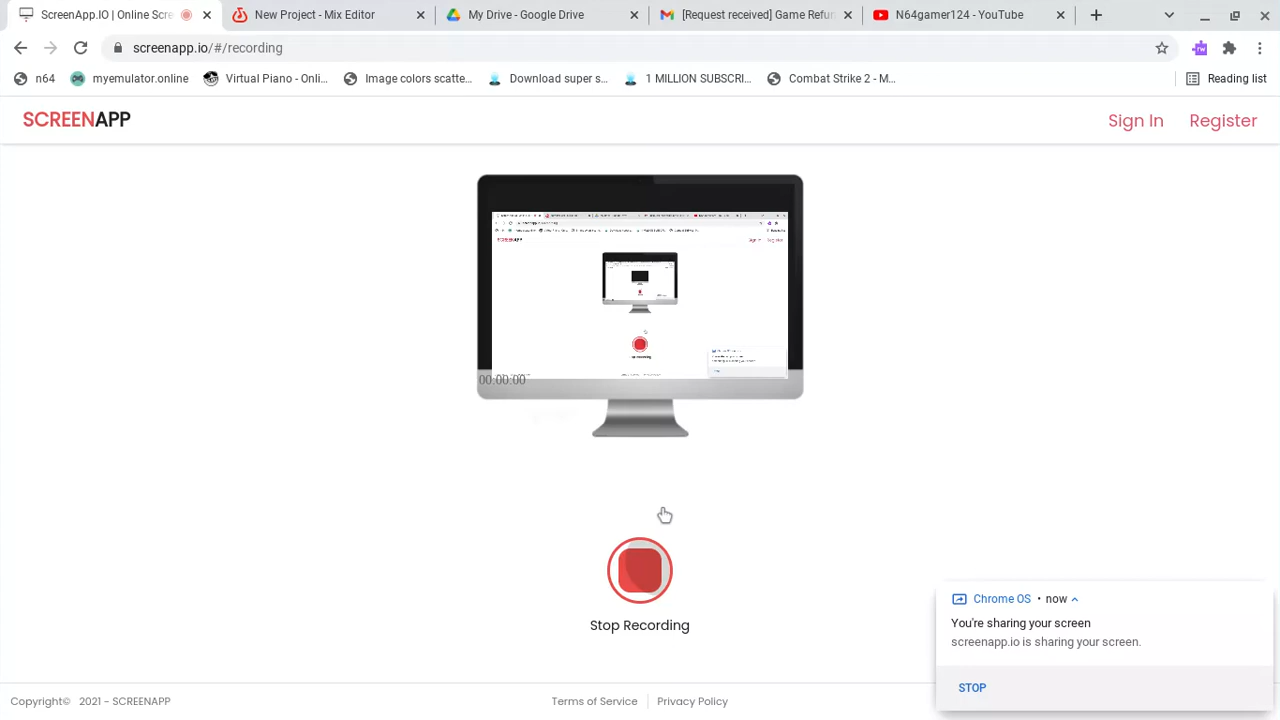 ScreenApp.IO | Online Scre
New Project - Mix Editor
My Drive - Google Drive
[Request received] Game Refun
N64gamer124 - YouTube
screenapp.io/#/recording
n64
myemulator.online
Virtual Piano - Onli...
Image colors scatte...
Download super s...
1 MILLION SUBSCRI...
Combat Strike 2 - M...
Reading list
SCREENAPP
Sign In
Register
00:00:00
Stop Recording
Chrome OS • now
You're sharing your screen
screenapp.io is sharing your screen.
STOP
Copyright© 2021 - SCREENAPP
Terms of Service
Privacy Policy